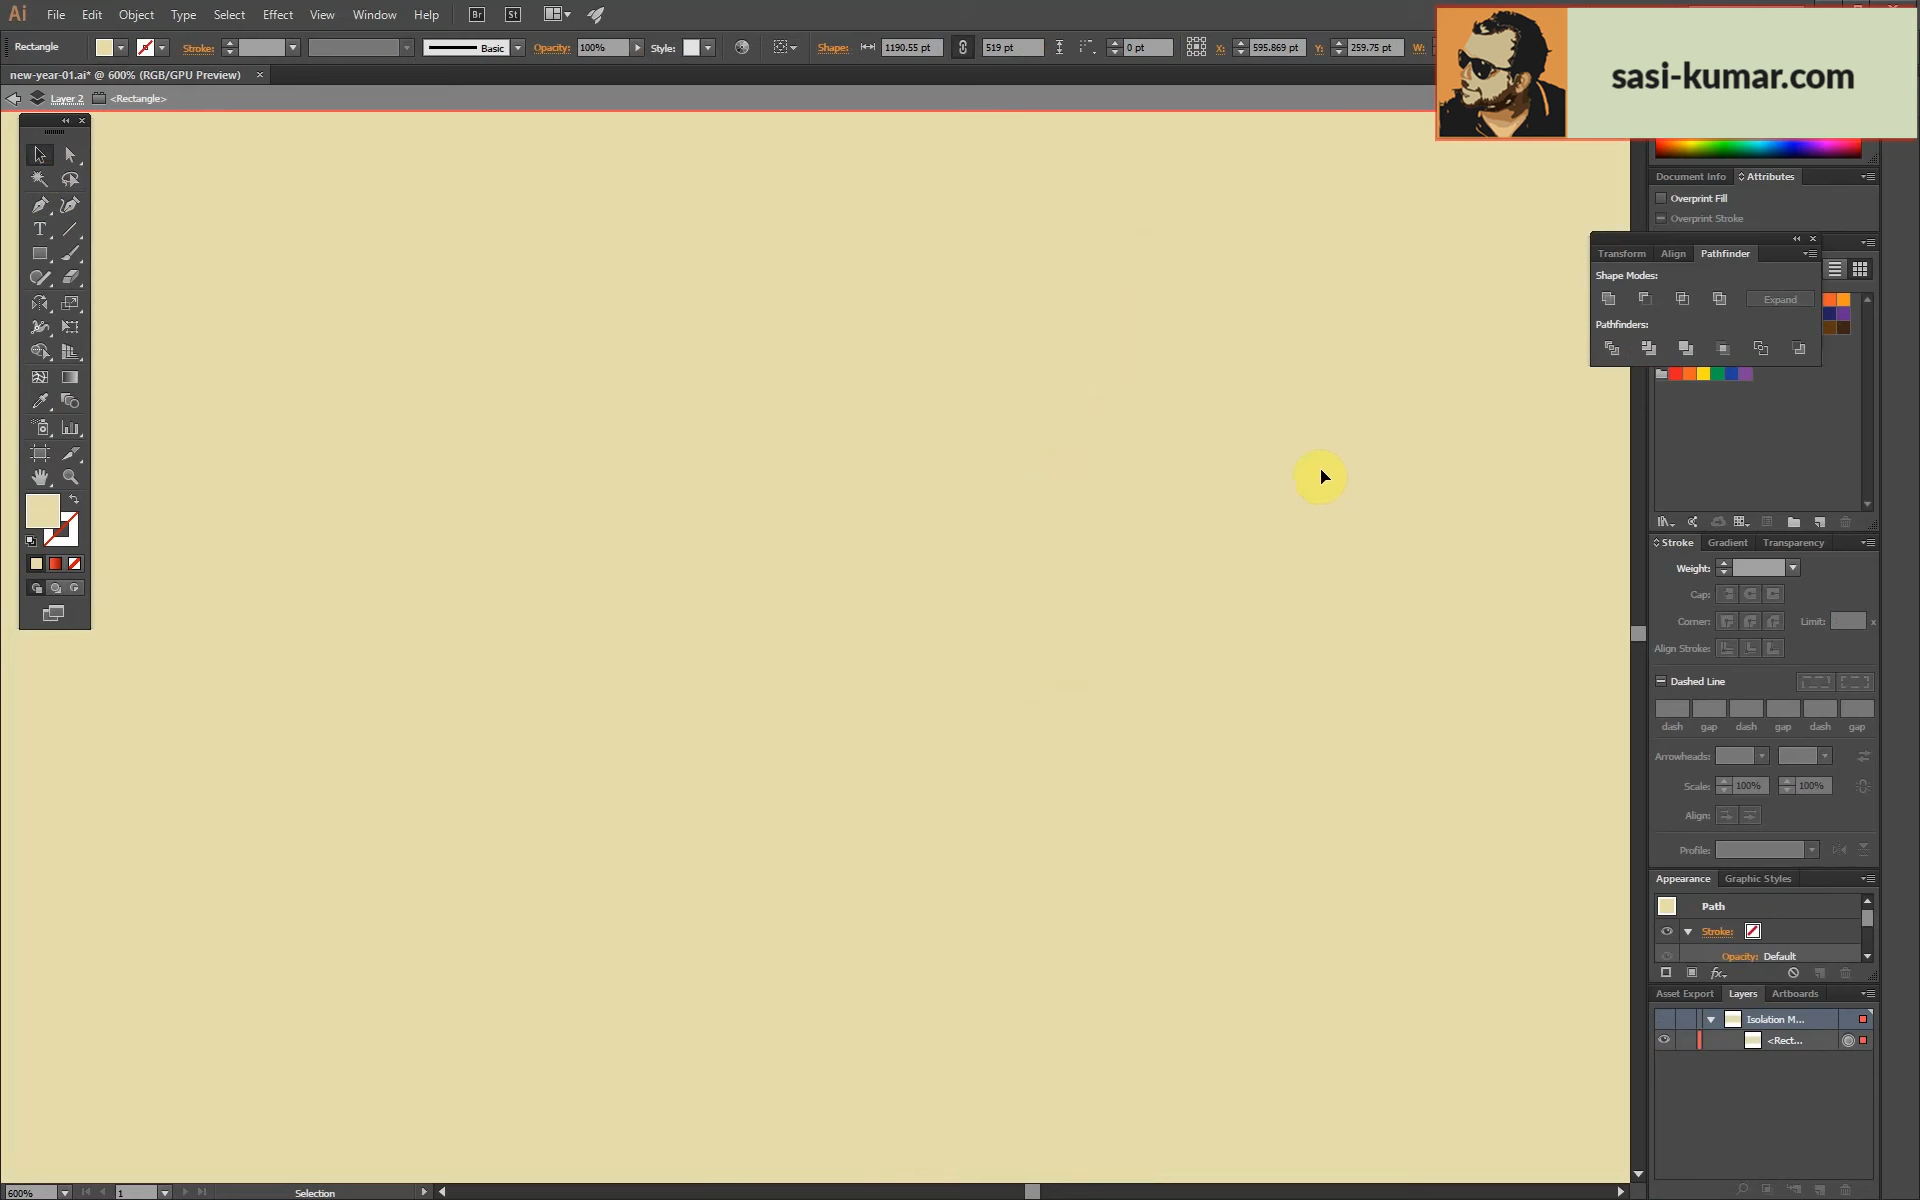 Ai File Edit Object Type Select Effect View Window Help Br St
Rectangle Stroke: Basic Opacity: 100% Style: Shape: 1190.55 pt 519 pt 0 pt X: 595.869 pt Y: 259.75 pt W:
sasi-kumar.com
new-year-01.ai* @ 600% (RGB/GPU Preview) ×
Layer 2 <Rectangle>
Document Info Attributes
Overprint Fill
Overprint Stroke
Transform Align Pathfinder
Shape Modes:
Expand
Pathfinders:
Stroke Gradient Transparency
Weight:
Cap:
Corner: Limit: x
Align Stroke:
Dashed Line
dash gap dash gap dash gap
Arrowheads:
Scale: 100% 100%
Align:
Profile:
Appearance Graphic Styles
Path
Stroke:
Opacity: Default
fx
Asset Export Layers Artboards
Isolation M...
<Rect...
600% 1 Selection